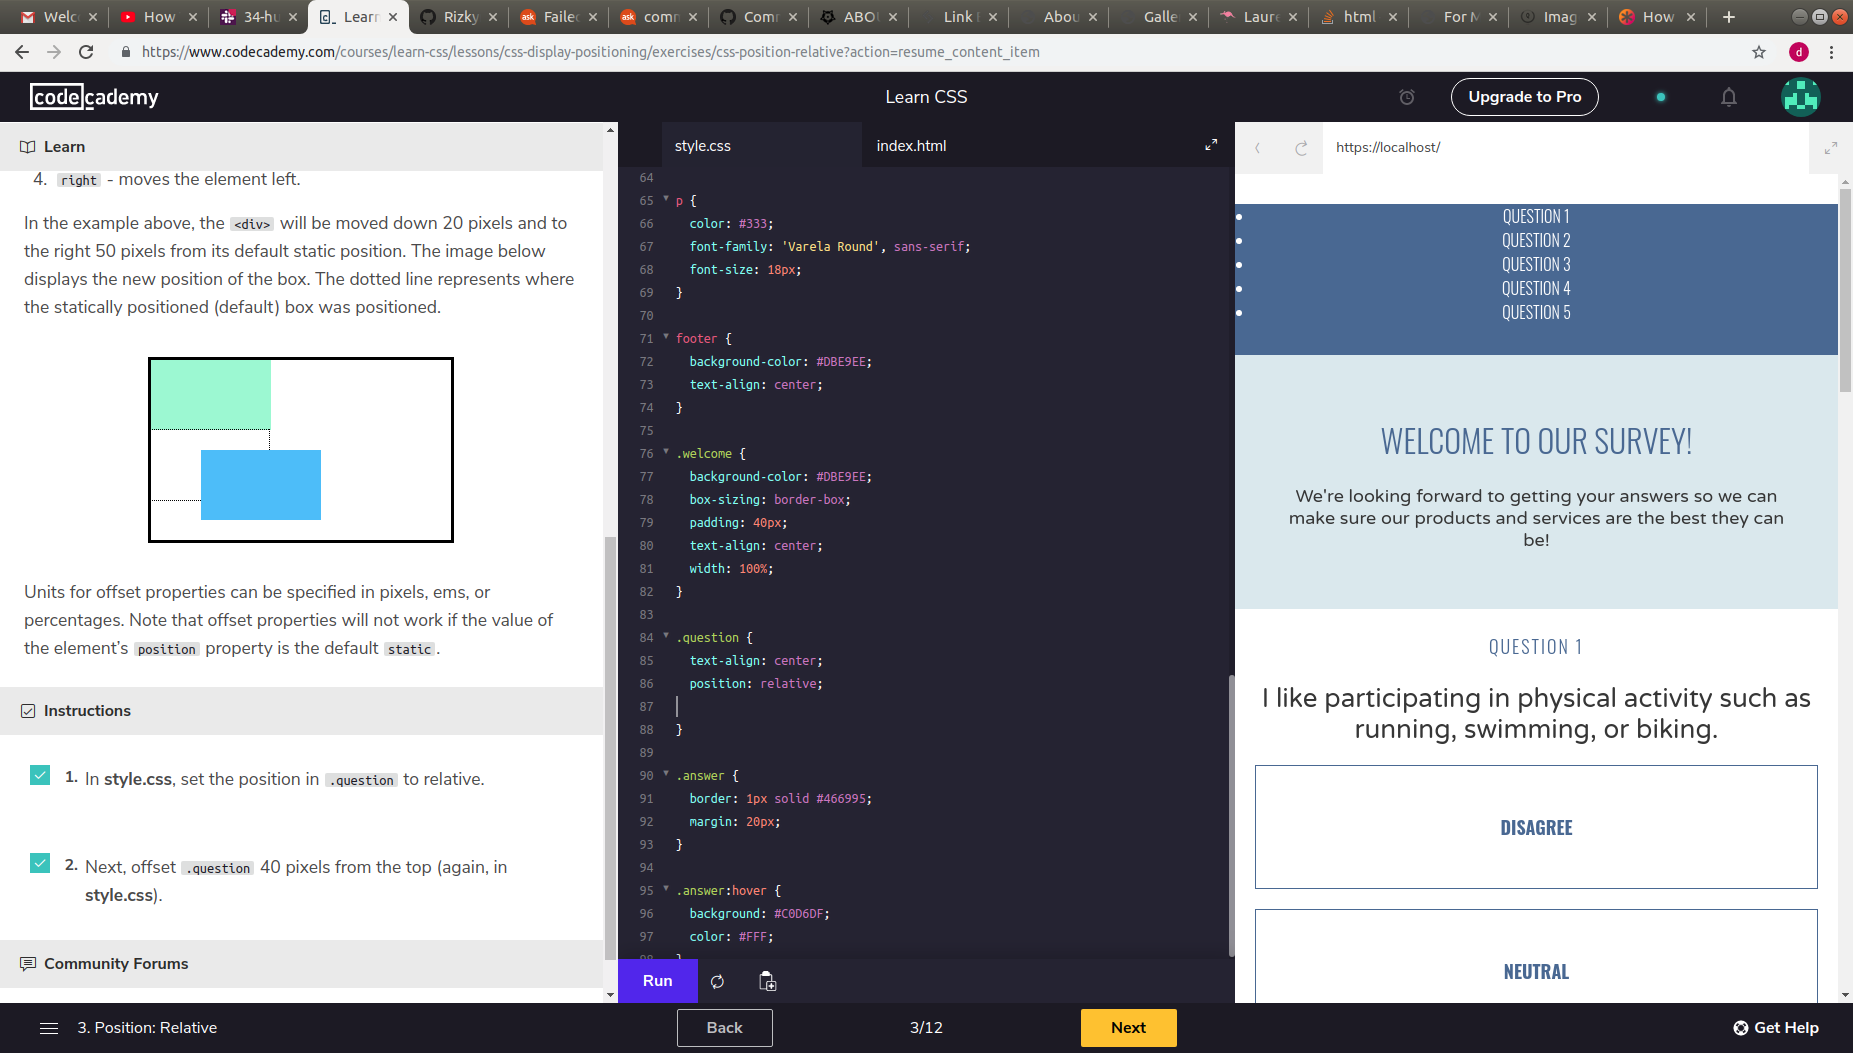 Welc
How
34-hu
Learn
Rizky
Failed
comm
Comm
ABOU
Link
Abou
Galle
Laure
html
For M
Imag
How
https://www.codecademy.com/courses/learn-css/lessons/css-display-positioning/exercises/css-position-relative?action=resume_content_item
d
codecademy
Learn CSS
Upgrade to Pro
Learn
style.css
index.html
https://localhost/
4. right - moves the element left.
In the example above, the <div> will be moved down 20 pixels and to
the right 50 pixels from its default static position. The image below
displays the new position of the box. The dotted line represents where
the statically positioned (default) box was positioned.
Units for offset properties can be specified in pixels, ems, or
percentages. Note that offset properties will not work if the value of
the element's position property is the default static.
Instructions
1. In style.css, set the position in .question to relative.
2. Next, offset .question 40 pixels from the top (again, in
style.css).
Community Forums
64
65 p {
66 color: #333;
67 font-family: 'Varela Round', sans-serif;
68 font-size: 18px;
69 }
70
71 footer {
72 background-color: #DBE9EE;
73 text-align: center;
74 }
75
76 .welcome {
77 background-color: #DBE9EE;
78 box-sizing: border-box;
79 padding: 40px;
80 text-align: center;
81 width: 100%;
82 }
83
84 .question {
85 text-align: center;
86 position: relative;
87
88 }
89
90 .answer {
91 border: 1px solid #466995;
92 margin: 20px;
93 }
94
95 .answer:hover {
96 background: #C0D6DF;
97 color: #FFF;
98 }
Run
QUESTION 1
QUESTION 2
QUESTION 3
QUESTION 4
QUESTION 5
WELCOME TO OUR SURVEY!
We're looking forward to getting your answers so we can
make sure our products and services are the best they can
be!
QUESTION 1
I like participating in physical activity such as
running, swimming, or biking.
DISAGREE
NEUTRAL
3. Position: Relative
Back
3/12
Next
Get Help